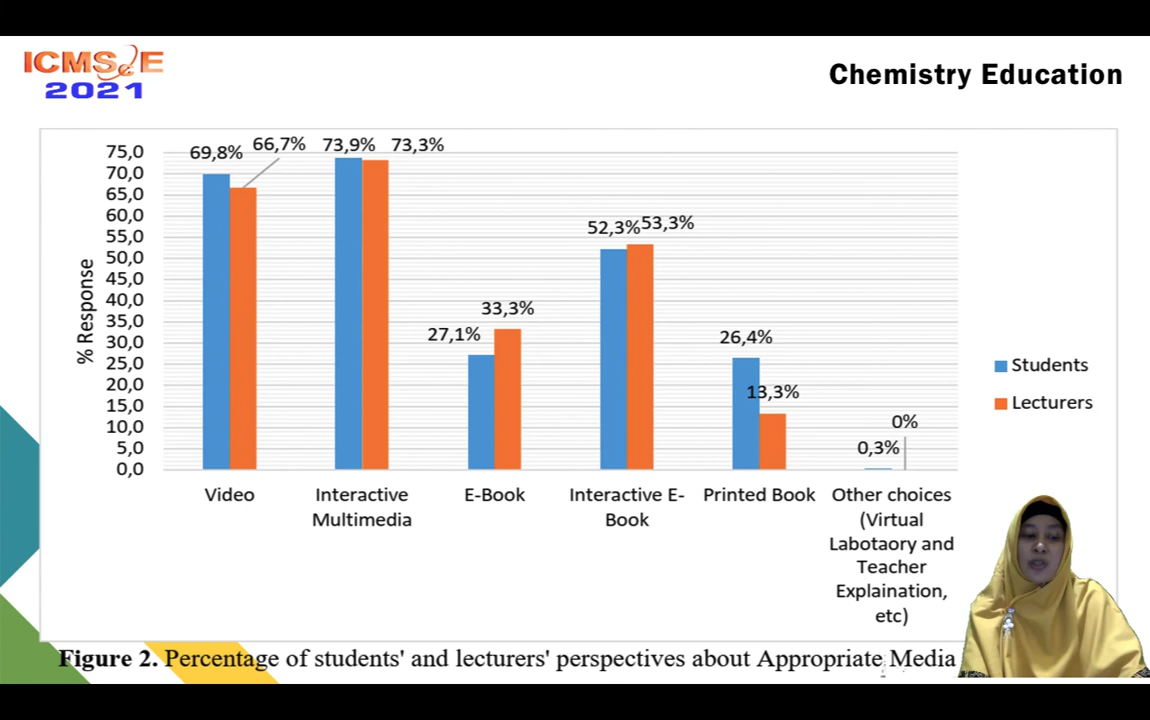 ICMScE
2021
Chemistry Education
69,8%
66,7%
73,9%
73,3%
27,1%
33,3%
52,3%
53,3%
26,4%
13,3%
0,3%
0%
75,0
70,0
65,0
60,0
55,0
50,0
45,0
40,0
35,0
30,0
25,0
20,0
15,0
10,0
5,0
0,0
% Response
Video
Interactive
Multimedia
E-Book
Interactive E-
Book
Printed Book
Other choices
(Virtual
Labotaory and
Teacher
Explaination,
etc)
Students
Lecturers
Figure 2. Percentage of students' and lecturers' perspectives about Appropriate Media